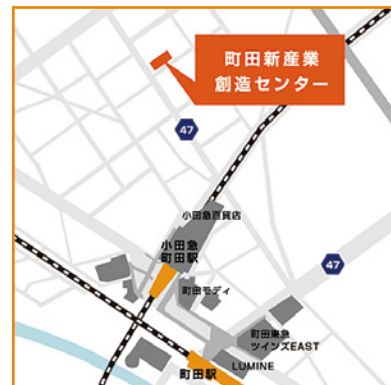 町田新産業
創造センター
47
小田急百貨店
小田急
町田駅
町田モディ
47
町田東急
ツインズEAST
LUMINE
町田駅